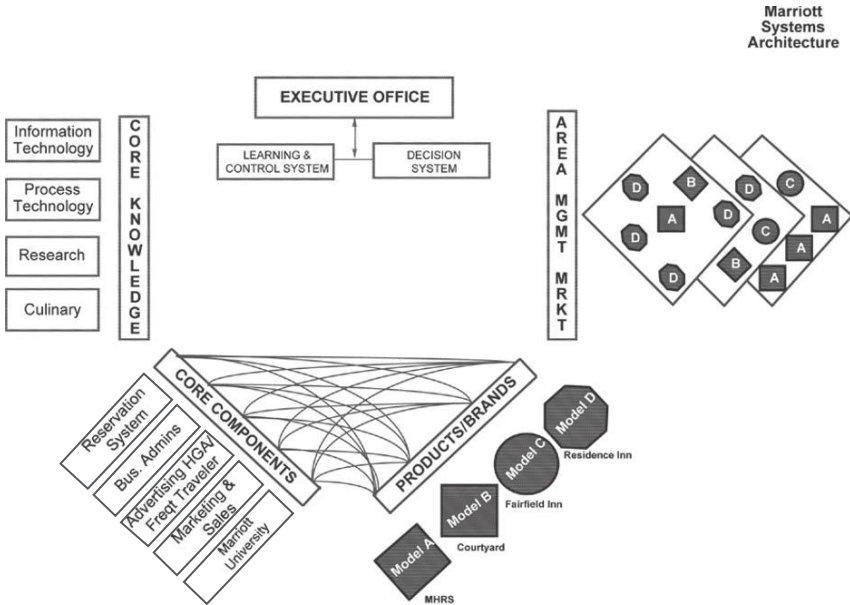 Marriott
Systems
Architecture
EXECUTIVE OFFICE
LEARNING &
CONTROL SYSTEM
DECISION
SYSTEM
Information
Technology
Process
Technology
Research
Culinary
CORE KNOWLEDGE
AREA MGMT MRKT
D
B
A
D
D
D
D
C
B
C
A
A
A
CORE COMPONENTS
PRODUCTS/BRANDS
Reservation
System
Bus. Admins
Advertising HGA/
Freqt Traveler
Marketing &
Sales
Marriott
University
Model D
Residence Inn
Model C
Fairfield Inn
Model B
Courtyard
Model A
MHRS